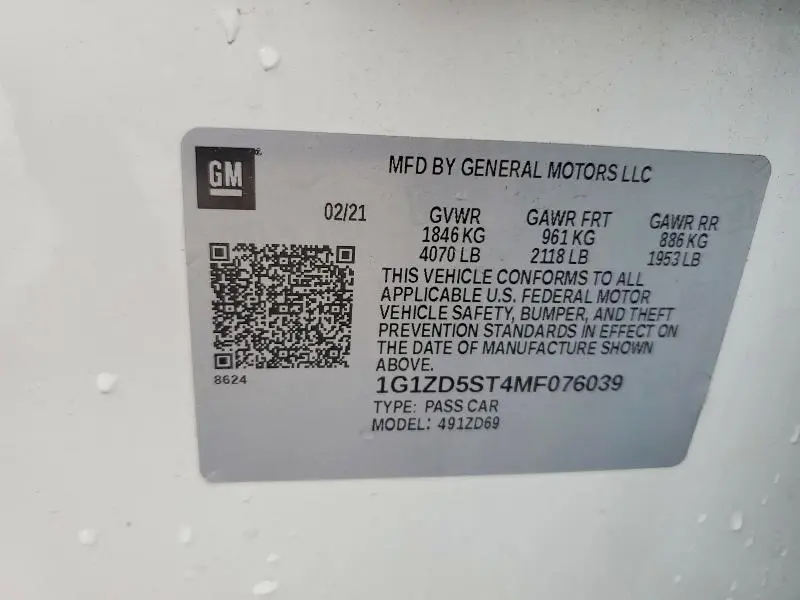 GM
MFD BY GENERAL MOTORS LLC
02/21
GVWR GAWR FRT GAWR RR
1846 KG 961 KG 886 KG
4070 LB 2118 LB 1953 LB
THIS VEHICLE CONFORMS TO ALL
APPLICABLE U.S. FEDERAL MOTOR
VEHICLE SAFETY, BUMPER, AND THEFT
PREVENTION STANDARDS IN EFFECT ON
THE DATE OF MANUFACTURE SHOWN
ABOVE.
8624
1G1ZD5ST4MF076039
TYPE: PASS CAR
MODEL: 491ZD69